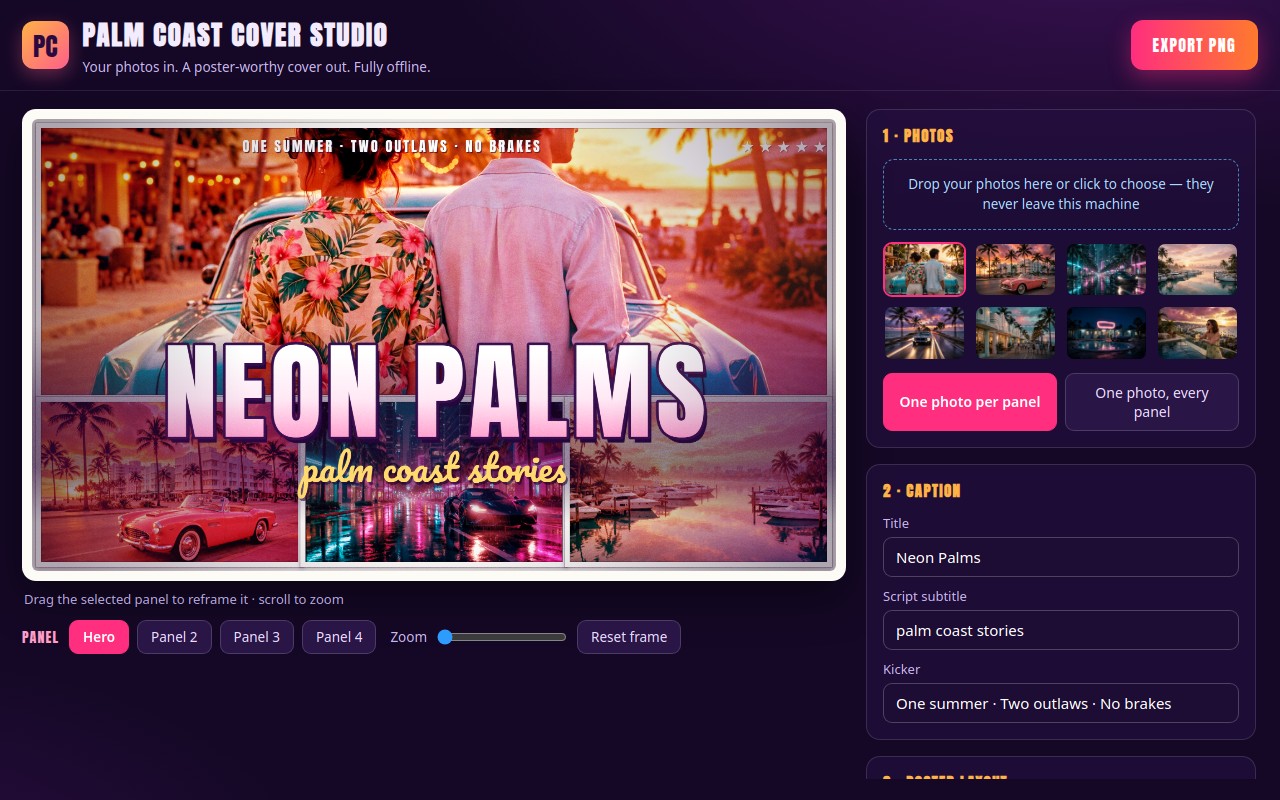 PC
PALM COAST COVER STUDIO
Your photos in. A poster-worthy cover out. Fully offline.
EXPORT PNG
ONE SUMMER · TWO OUTLAWS · NO BRAKES
★★★★★
NEON PALMS
palm coast stories
Drag the selected panel to reframe it · scroll to zoom
PANEL
Hero
Panel 2
Panel 3
Panel 4
Zoom
Reset frame
1 · PHOTOS
Drop your photos here or click to choose — they
never leave this machine
One photo per panel
One photo, every
panel
2 · CAPTION
Title
Neon Palms
Script subtitle
palm coast stories
Kicker
One summer · Two outlaws · No brakes